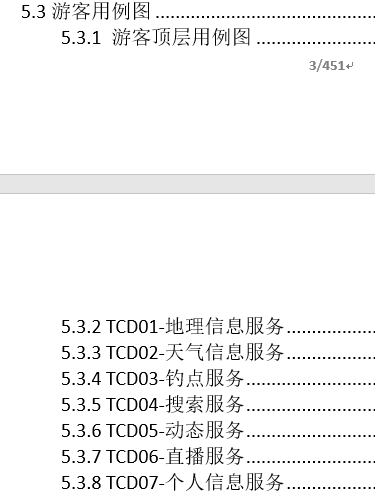 5.3 游客用例图 ........................................
5.3.1  游客顶层用例图 .....................
3/451↵
5.3.2 TCD01-地理信息服务................
5.3.3 TCD02-天气信息服务................
5.3.4 TCD03-钓点服务.......................
5.3.5 TCD04-搜索服务.......................
5.3.6 TCD05-动态服务.......................
5.3.7 TCD06-直播服务.......................
5.3.8 TCD07-个人信息服务................